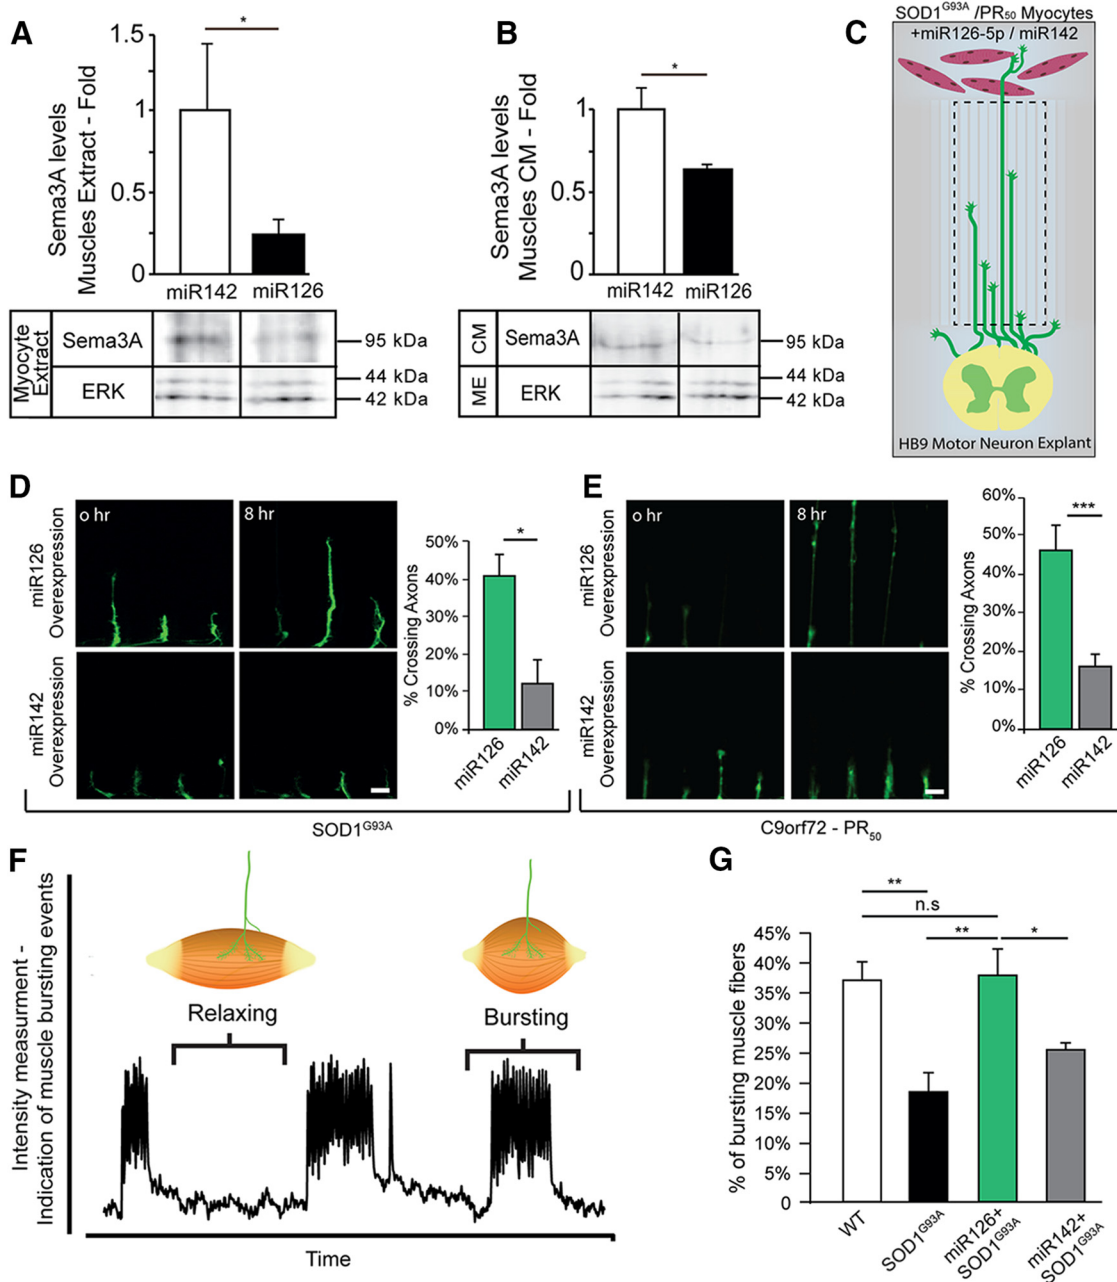 A
Sema3A levels
Muscles Extract - Fold
1.5
1
0.5
0
*
miR142
miR126
Myocyte
Extract
Sema3A
ERK
95 kDa
44 kDa
42 kDa
B
Sema3A levels
Muscles CM - Fold
1.5
1
0.5
0
*
miR142
miR126
CM
ME
Sema3A
ERK
95 kDa
44 kDa
42 kDa
C
SOD1G93A /PR50 Myocytes
+miR126-5p / miR142
HB9 Motor Neuron Explant
D
miR126
Overexpression
miR142
Overexpression
o hr
8 hr
% Crossing Axons
50%
40%
30%
20%
10%
0%
*
miR126
miR142
SOD1G93A
E
miR126
Overexpression
miR142
Overexpression
o hr
8 hr
% Crossing Axons
60%
50%
40%
30%
20%
10%
0%
***
miR126
miR142
C9orf72 - PR50
F
Intensity measurment -
Indication of muscle bursting events
Relaxing
Bursting
Time
G
% of bursting muscle fibers
45%
40%
35%
30%
25%
20%
15%
10%
5%
0
**
n.s
**
*
WT
SOD1G93A
miR126+
SOD1G93A
miR142+
SOD1G93A